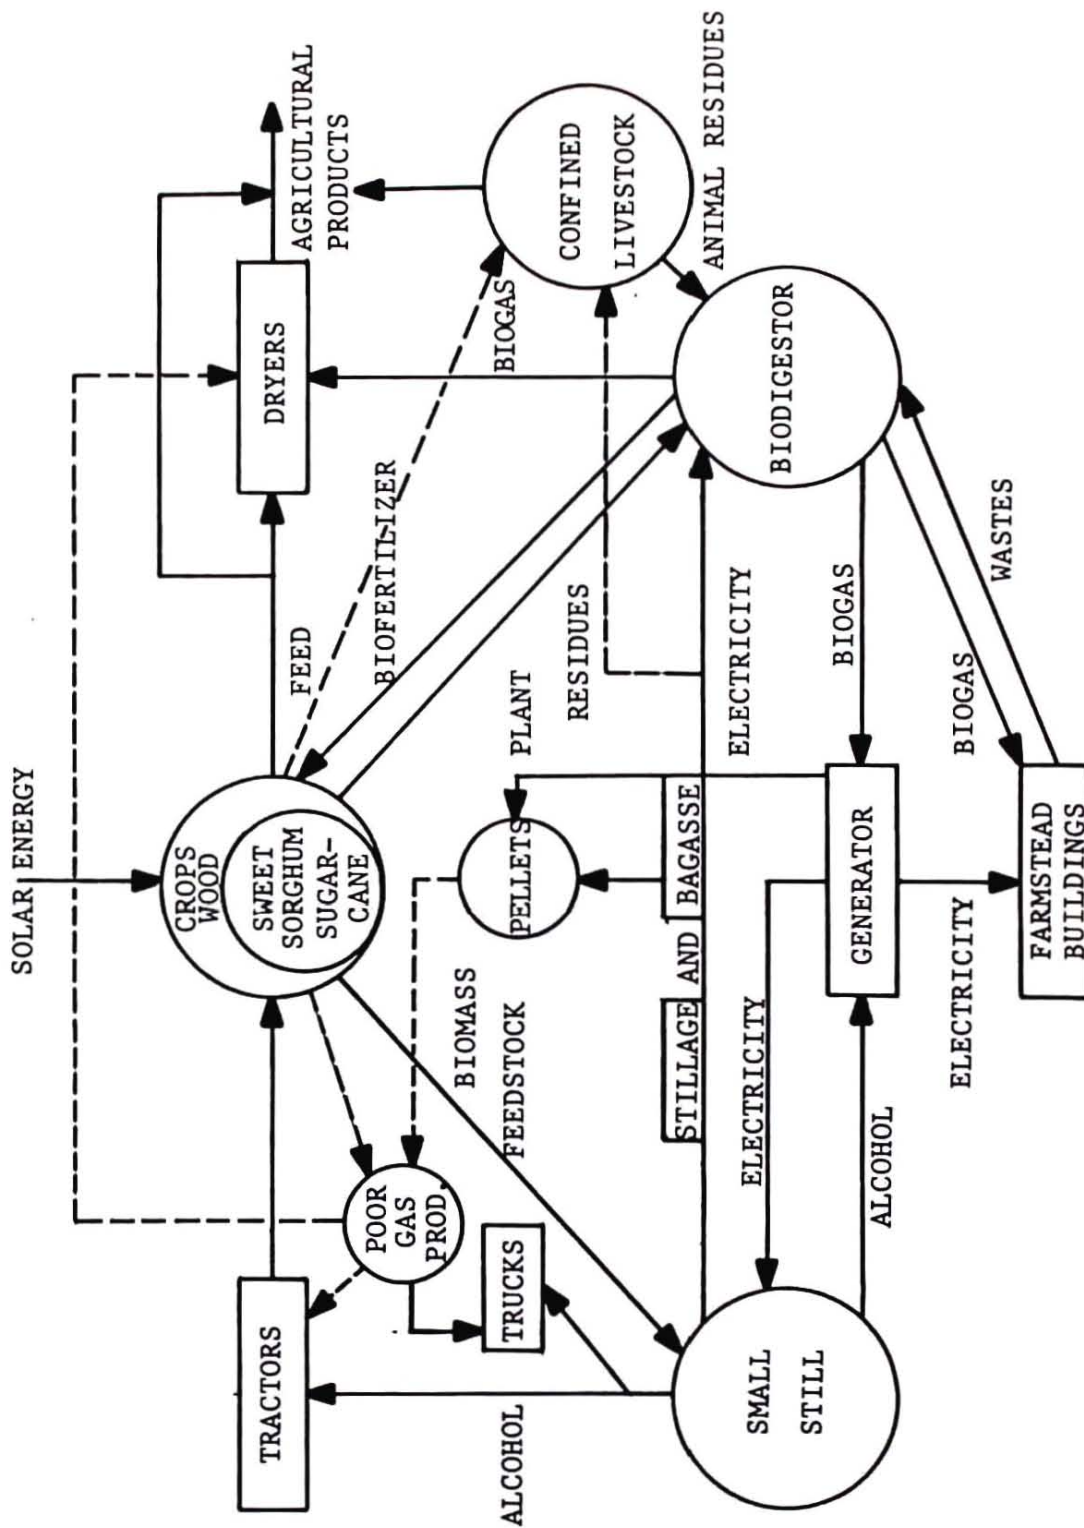 SOLAR ENERGY
CROPS
WOOD
SWEET
SORGHUM
SUGAR-
CANE
TRACTORS
DRYERS
AGRICULTURAL
PRODUCTS
FEED
BIOFERTILIZER
BIOGAS
CONFINED
LIVESTOCK
ANIMAL RESIDUES
POOR
GAS
PROD.
TRUCKS
BIOMASS
FEEDSTOCK
PELLETS
PLANT
RESIDUES
ALCOHOL
STILLAGE AND BAGASSE
ELECTRICITY
ELECTRICITY
SMALL
STILL
BIODIGESTOR
ALCOHOL
GENERATOR
BIOGAS
ELECTRICITY
BIOGAS
WASTES
FARMSTEAD
BUILDINGS